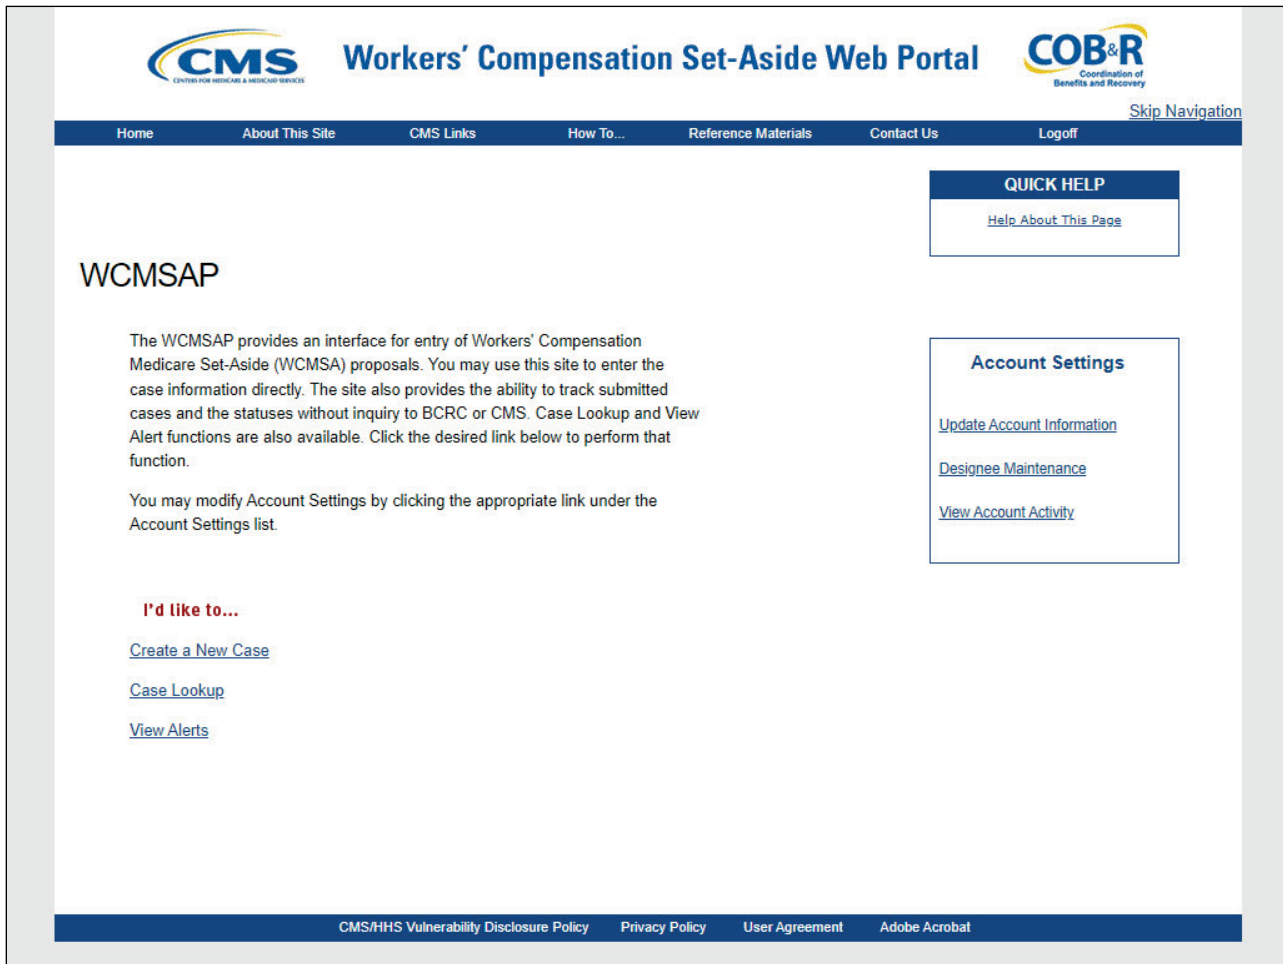 CMS
CENTERS FOR MEDICARE & MEDICAID SERVICES
Workers' Compensation Set-Aside Web Portal
COB&R
Coordination of
Benefits and Recovery
Skip Navigation
Home About This Site CMS Links How To... Reference Materials Contact Us Logoff
QUICK HELP
Help About This Page
WCMSAP
The WCMSAP provides an interface for entry of Workers' Compensation
Medicare Set-Aside (WCMSA) proposals. You may use this site to enter the
case information directly. The site also provides the ability to track submitted
cases and the statuses without inquiry to BCRC or CMS. Case Lookup and View
Alert functions are also available. Click the desired link below to perform that
function.
You may modify Account Settings by clicking the appropriate link under the
Account Settings list.
Account Settings
Update Account Information
Designee Maintenance
View Account Activity
I'd like to...
Create a New Case
Case Lookup
View Alerts
CMS/HHS Vulnerability Disclosure Policy Privacy Policy User Agreement Adobe Acrobat